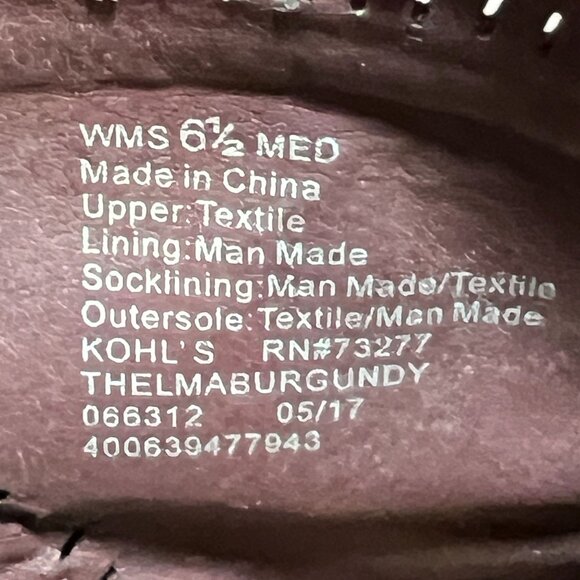 WMS 6½ MED
Made in China
Upper:Textile
Lining:Man Made
Socklining:Man Made/Textile
Outersole:Textile/Man Made
KOHL'S RN#73277
THELMABURGUNDY
066312 05/17
400639477943